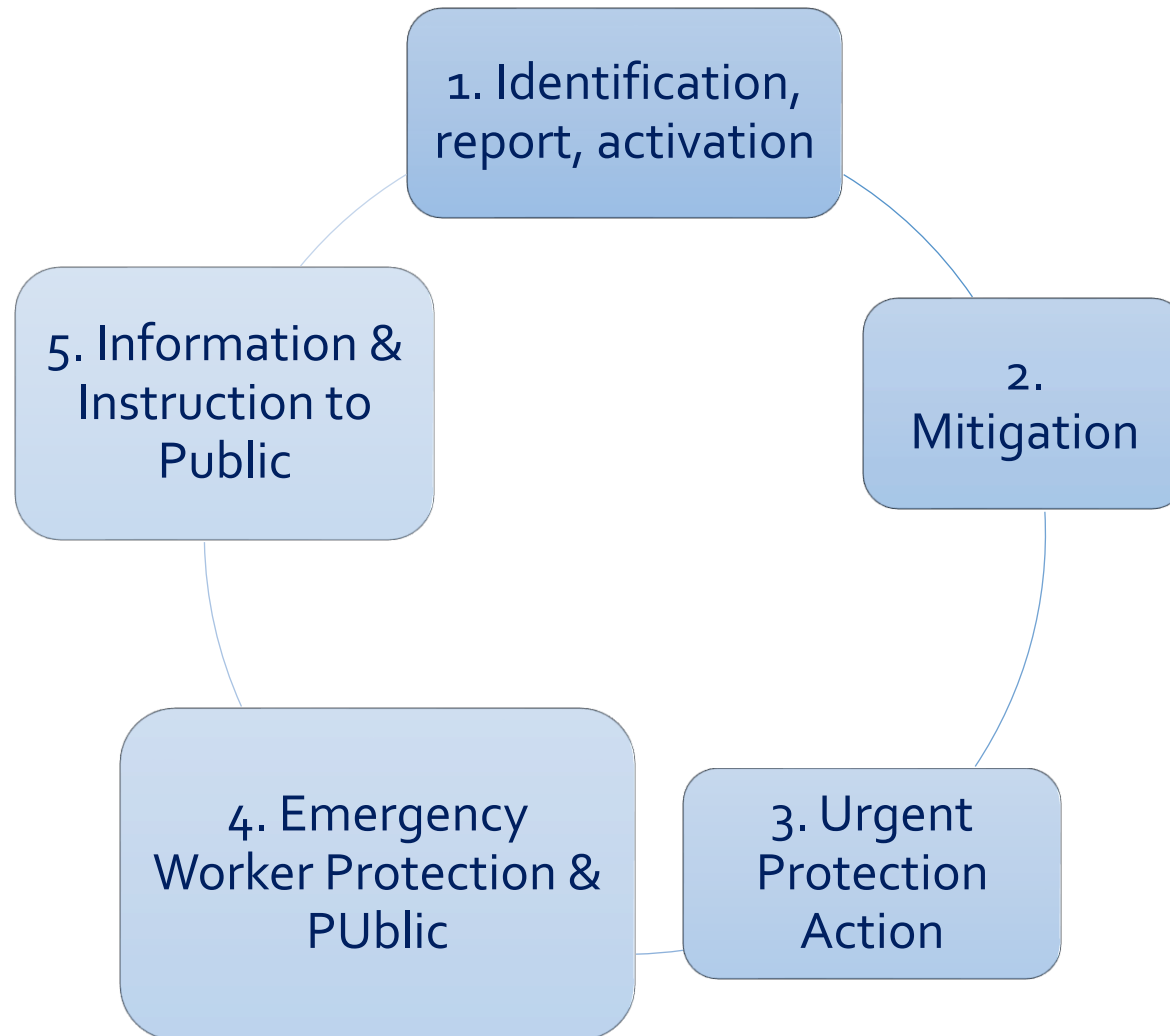 1. Identification,
report, activation
2.
Mitigation
3. Urgent
Protection
Action
4. Emergency
Worker Protection &
PUblic
5. Information &
Instruction to
Public